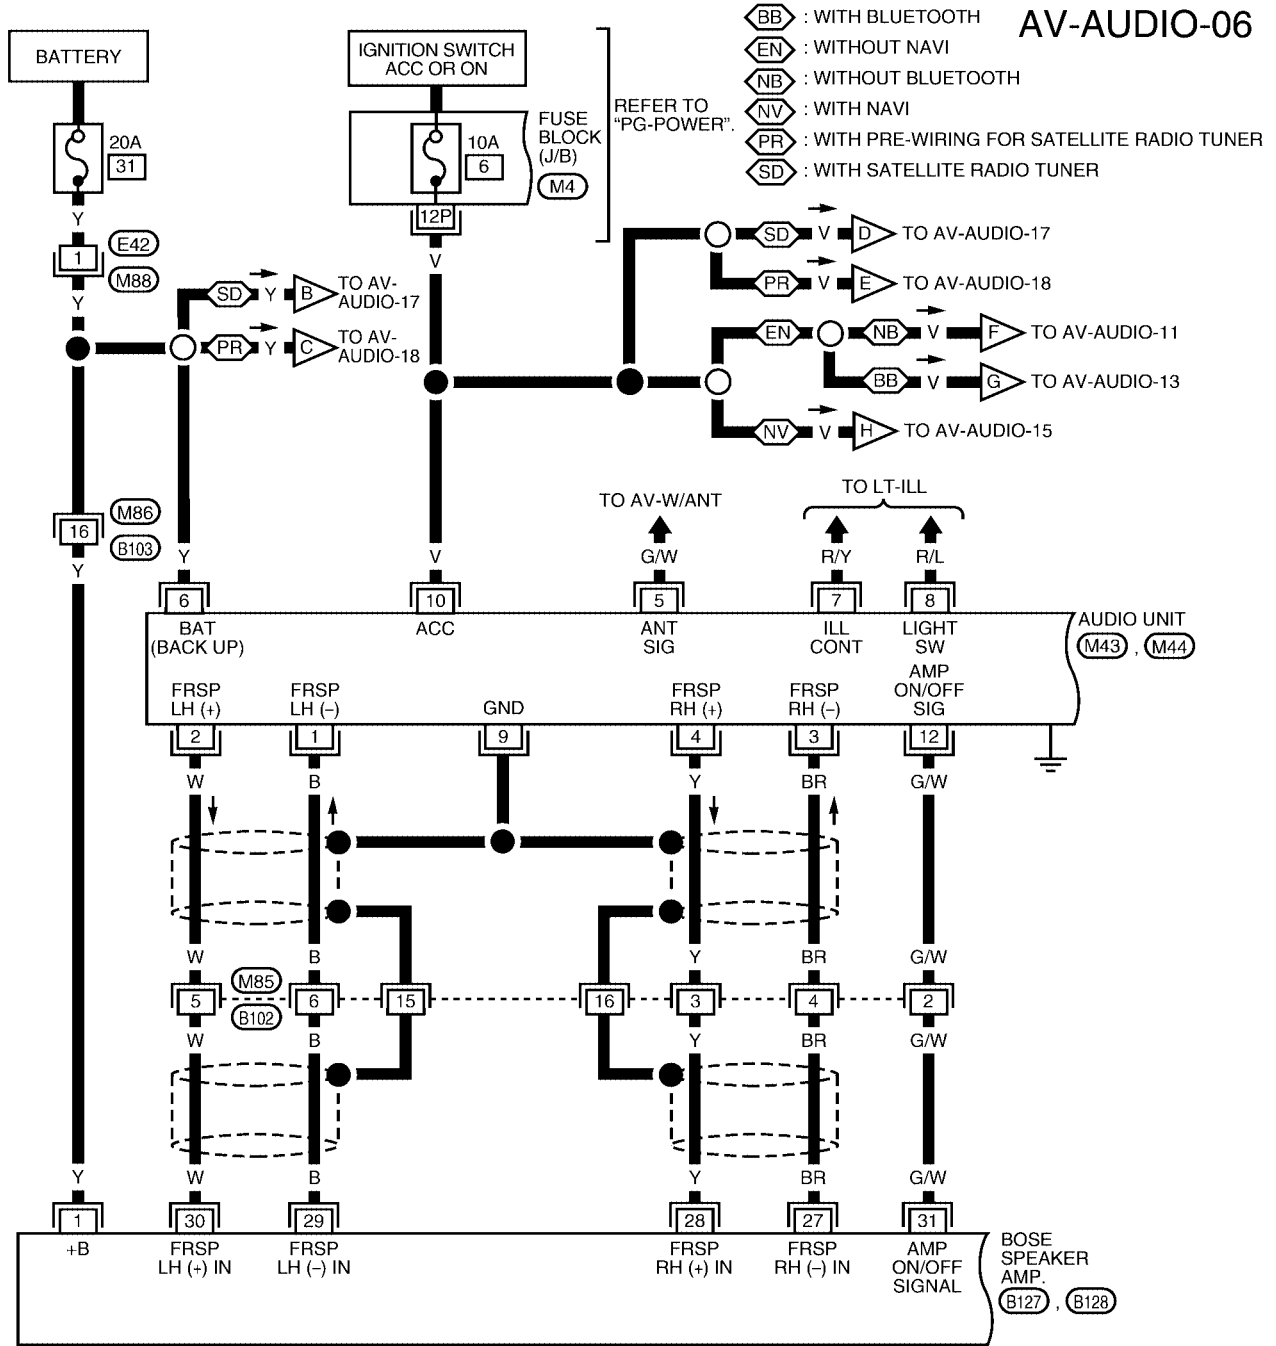 BB : WITH BLUETOOTH
AV-AUDIO-06
EN : WITHOUT NAVI
NB : WITHOUT BLUETOOTH
NV : WITH NAVI
PR : WITH PRE-WIRING FOR SATELLITE RADIO TUNER
SD : WITH SATELLITE RADIO TUNER
BATTERY
IGNITION SWITCH
ACC OR ON
REFER TO
"PG-POWER".
20A
31
10A
6
FUSE
BLOCK
(J/B)
M4
12P
Y
1
E42
M88
Y
V
SD Y B TO AV-
AUDIO-17
PR Y C TO AV-
AUDIO-18
SD V D TO AV-AUDIO-17
PR V E TO AV-AUDIO-18
EN NB V F TO AV-AUDIO-11
BB V G TO AV-AUDIO-13
NV V H TO AV-AUDIO-15
16
M86
B103
Y
TO AV-W/ANT
TO LT-ILL
Y V G/W R/Y R/L
6 10 5 7 8
BAT
(BACK UP)
ACC
ANT
SIG
ILL
CONT
LIGHT
SW
AUDIO UNIT
M43 , M44
FRSP
LH (+)
FRSP
LH (–)
GND
FRSP
RH (+)
FRSP
RH (–)
AMP
ON/OFF
SIG
2 1 9 4 3 12
W B Y BR G/W
W B Y BR G/W
M85
B102
5 6 15 16 3 4 2
W B Y BR G/W
Y W B Y BR G/W
1 30 29 28 27 31
+B
FRSP
LH (+) IN
FRSP
LH (–) IN
FRSP
RH (+) IN
FRSP
RH (–) IN
AMP
ON/OFF
SIGNAL
BOSE
SPEAKER
AMP.
B127 , B128